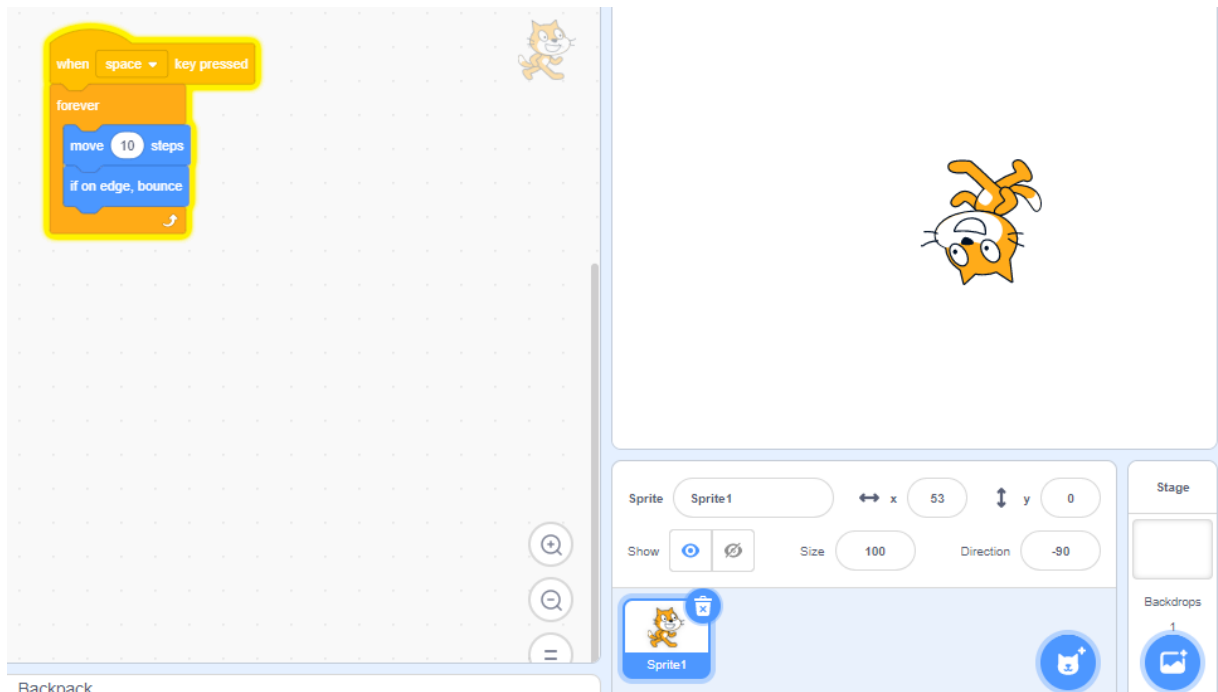 when space key pressed
forever
move 10 steps
if on edge, bounce
Sprite Sprite1 x 53 y 0
Show Size 100 Direction -90
Sprite1
Stage
Backdrops
1
Backpack